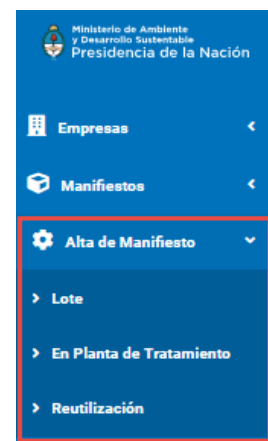 Ministerio de Ambiente
y Desarrollo Sustentable
Presidencia de la Nación
Empresas
Manifiestos
Alta de Manifiesto
Lote
En Planta de Tratamiento
Reutilización